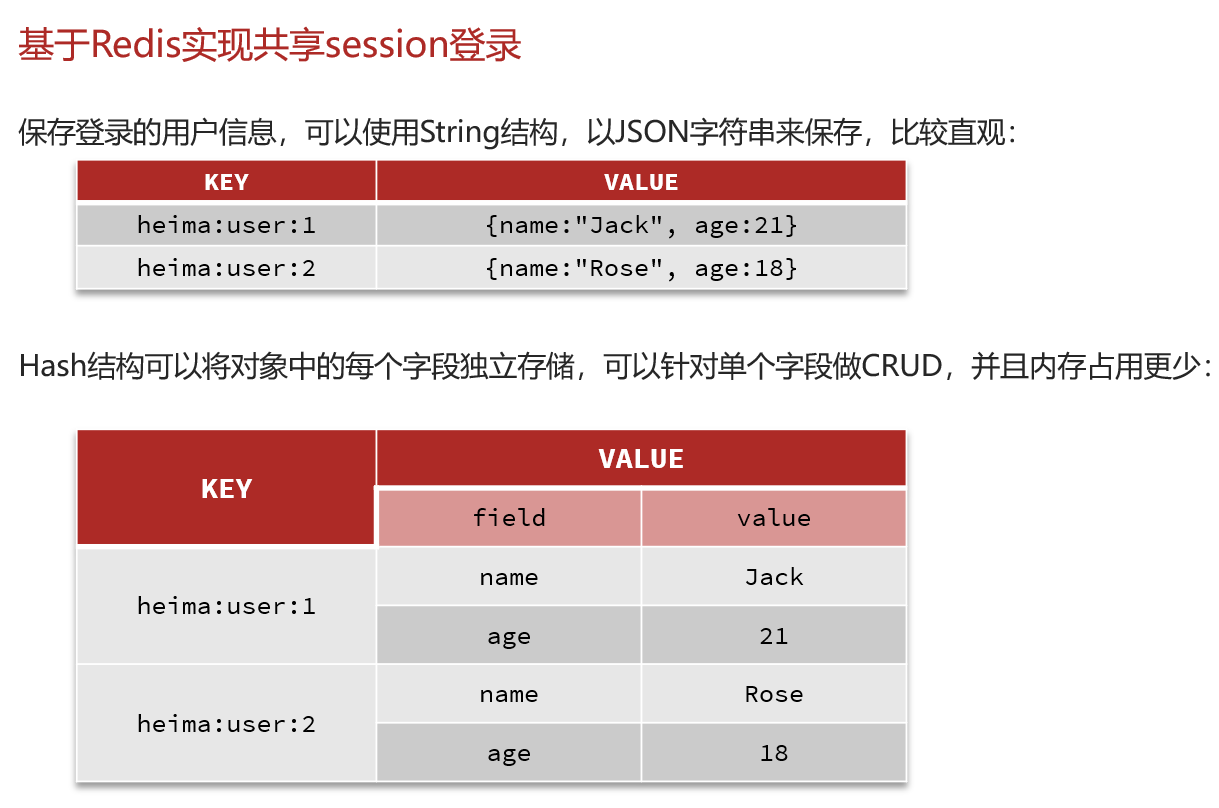 基于Redis实现共享session登录
保存登录的用户信息，可以使用String结构，以JSON字符串来保存，比较直观：
KEY VALUE
heima:user:1 {name:"Jack", age:21}
heima:user:2 {name:"Rose", age:18}
Hash结构可以将对象中的每个字段独立存储，可以针对单个字段做CRUD，并且内存占用更少：
KEY VALUE
field value
heima:user:1 name Jack
age 21
heima:user:2 name Rose
age 18